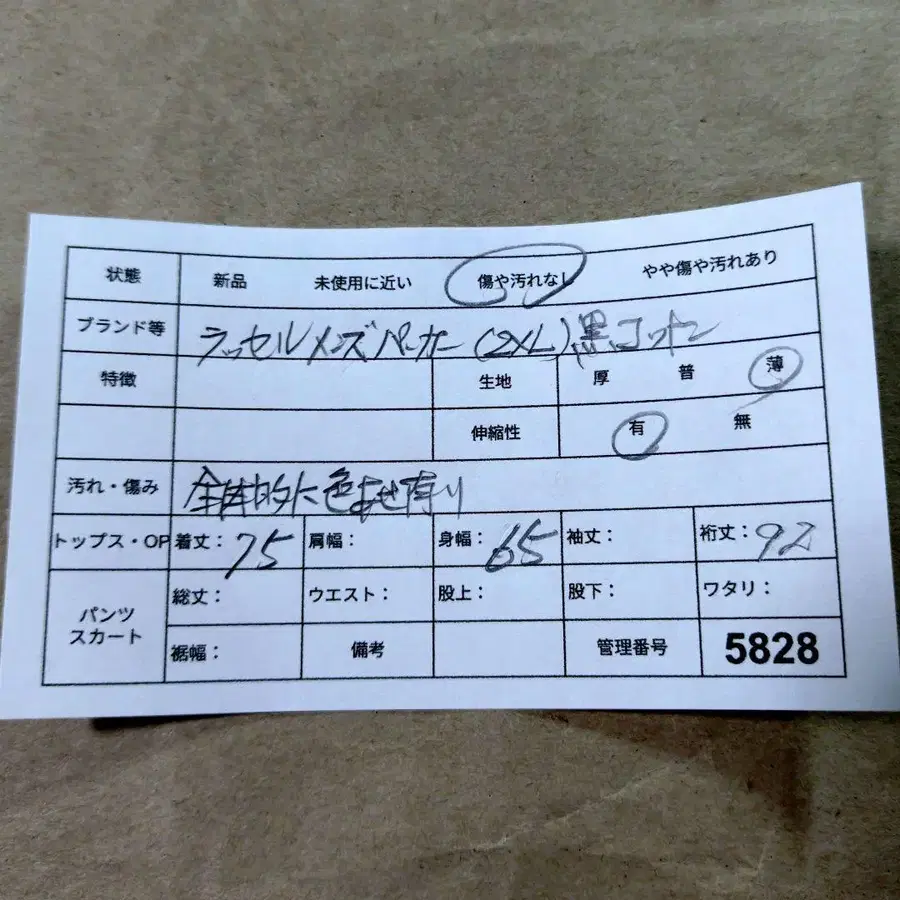 状態 新品 未使用に近い 傷や汚れなし やや傷や汚れあり
ブランド等 ラッセルメンズパーカー(2XL)黒コットン
特徴 生地 厚 普 薄
伸縮性 有 無
汚れ・傷み 全体的に色あせ有り
トップス・OP 着丈:75 肩幅: 身幅:65 袖丈: 裄丈:92
パンツ スカート 総丈: ウエスト: 股上: 股下: ワタリ:
裾幅: 備考 管理番号 5828